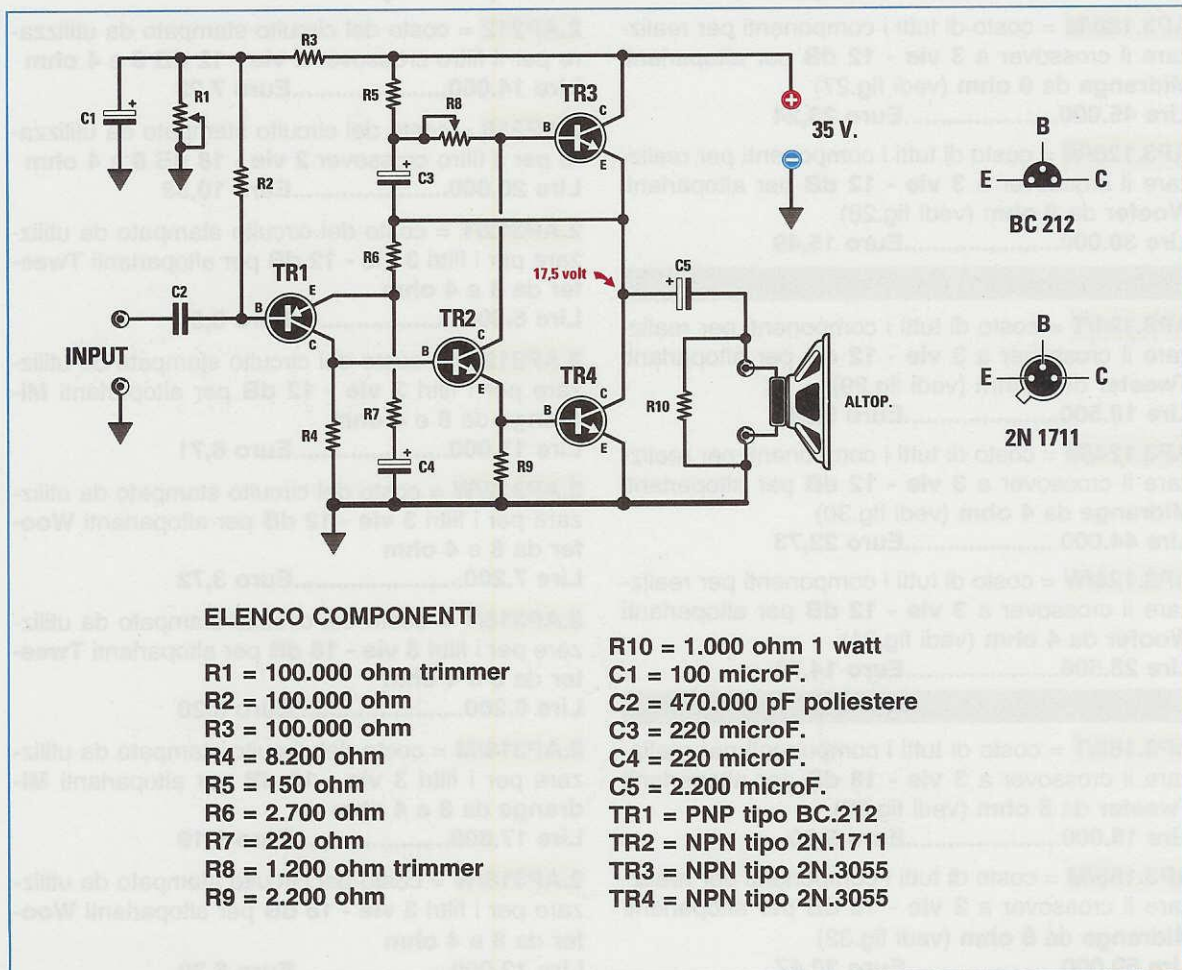 R3
C1
+
R1
R5
R8
TR3
C
B
E
R2
+
C3
35 V.
B
E
C
BC 212
R6
17,5 volt
C5
+
TR1
C2
B
E
C
TR2
C
B
E
INPUT
R7
R4
+
C4
R9
TR4
C
B
E
R10
ALTOP.
B
E
C
2N 1711
ELENCO COMPONENTI
R1 = 100.000 ohm trimmer
R2 = 100.000 ohm
R3 = 100.000 ohm
R4 = 8.200 ohm
R5 = 150 ohm
R6 = 2.700 ohm
R7 = 220 ohm
R8 = 1.200 ohm trimmer
R9 = 2.200 ohm
R10 = 1.000 ohm 1 watt
C1 = 100 microF.
C2 = 470.000 pF poliestere
C3 = 220 microF.
C4 = 220 microF.
C5 = 2.200 microF.
TR1 = PNP tipo BC.212
TR2 = NPN tipo 2N.1711
TR3 = NPN tipo 2N.3055
TR4 = NPN tipo 2N.3055